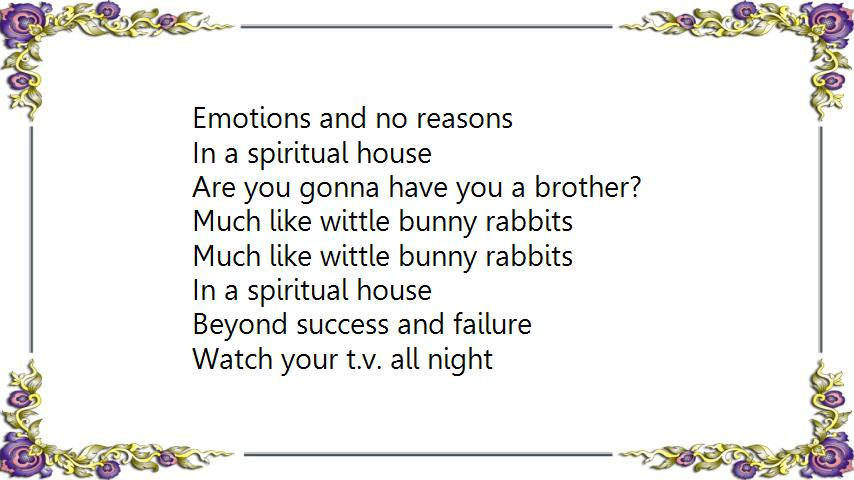 Emotions and no reasons
In a spiritual house
Are you gonna have you a brother?
Much like wittle bunny rabbits
Much like wittle bunny rabbits
In a spiritual house
Beyond success and failure
Watch your t.v. all night